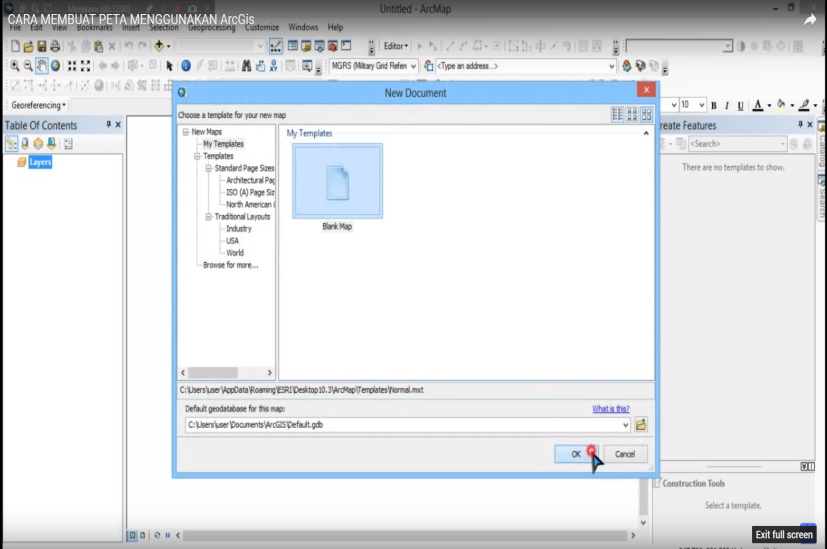 Untitled - ArcMap
CARA MEMBUAT PETA MENGGUNAKAN ArcGis
File Edit View Bookmarks Insert Selection Geoprocessing Customize Windows Help
Editor
MGRS (Military Grid Referen <Type an address...>
Georeferencing
10 B I U A
Table Of Contents
Layers
New Document
Choose a template for your new map
New Maps
My Templates
Templates
Standard Page Sizes
Architectural Pag
ISO (A) Page Siz
North American (
Traditional Layouts
Industry
USA
World
Browse for more...
My Templates
Blank Map
C:\Users\user\AppData\Roaming\ESRI\Desktop10.3\ArcMap\Templates\Normal.mxt
Default geodatabase for this map:
What is this?
C:\Users\user\Documents\ArcGIS\Default.gdb
OK
Cancel
reate Features
<Search>
There are no templates to show.
Catalog
Search
Construction Tools
Select a template.
Exit full screen